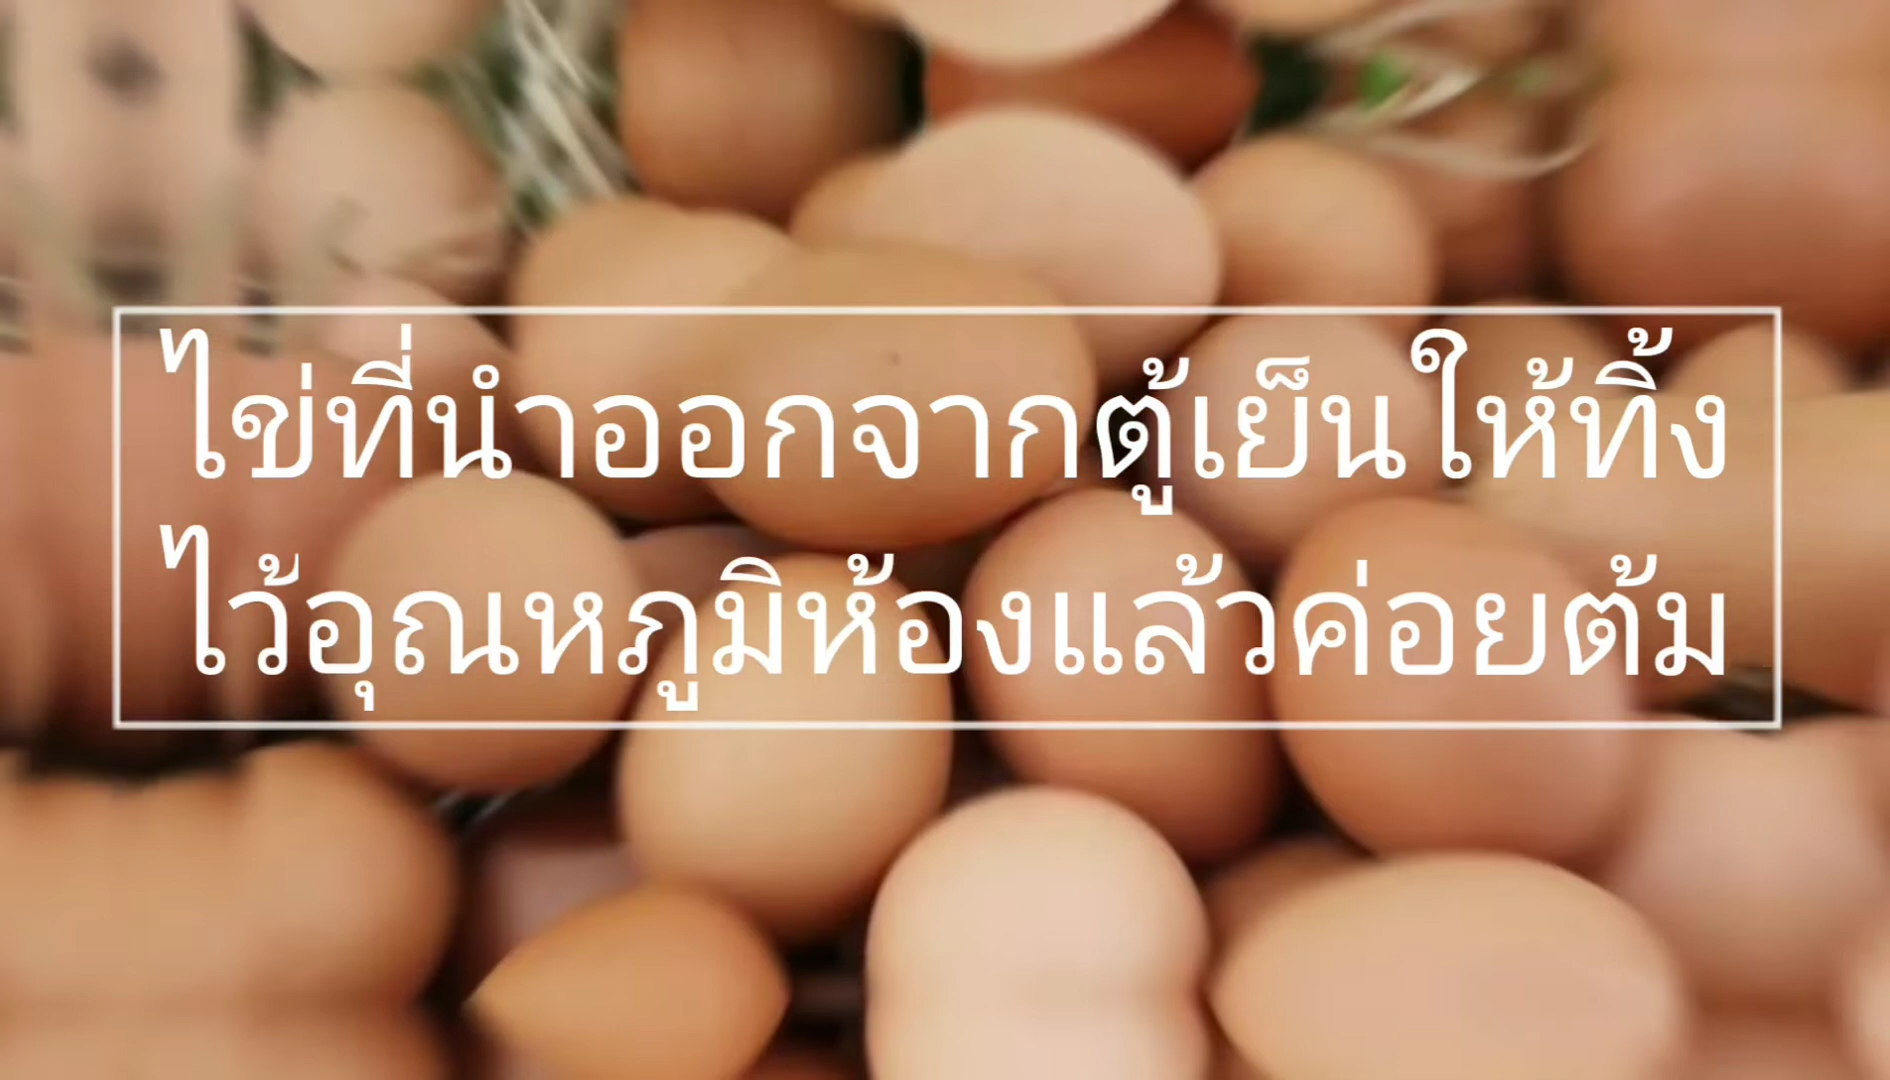 ไข่ที่นำออกจากตู้เย็นให้ทิ้ง
ไว้อุณหภูมิห้องแล้วค่อยต้ม